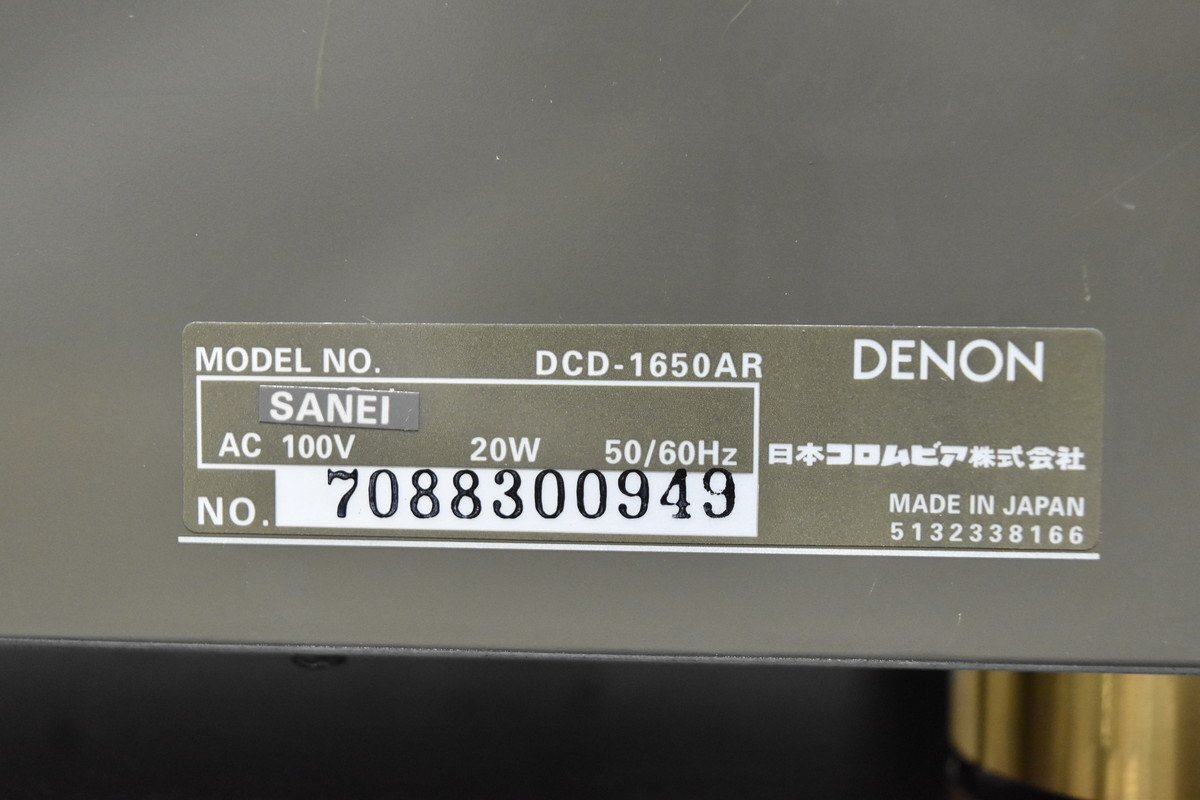 MODEL NO. DCD-1650AR
DENON
SANEI
AC 100V 20W 50/60Hz
日本コロムビア株式会社
NO. 7088300949
MADE IN JAPAN
5132338166